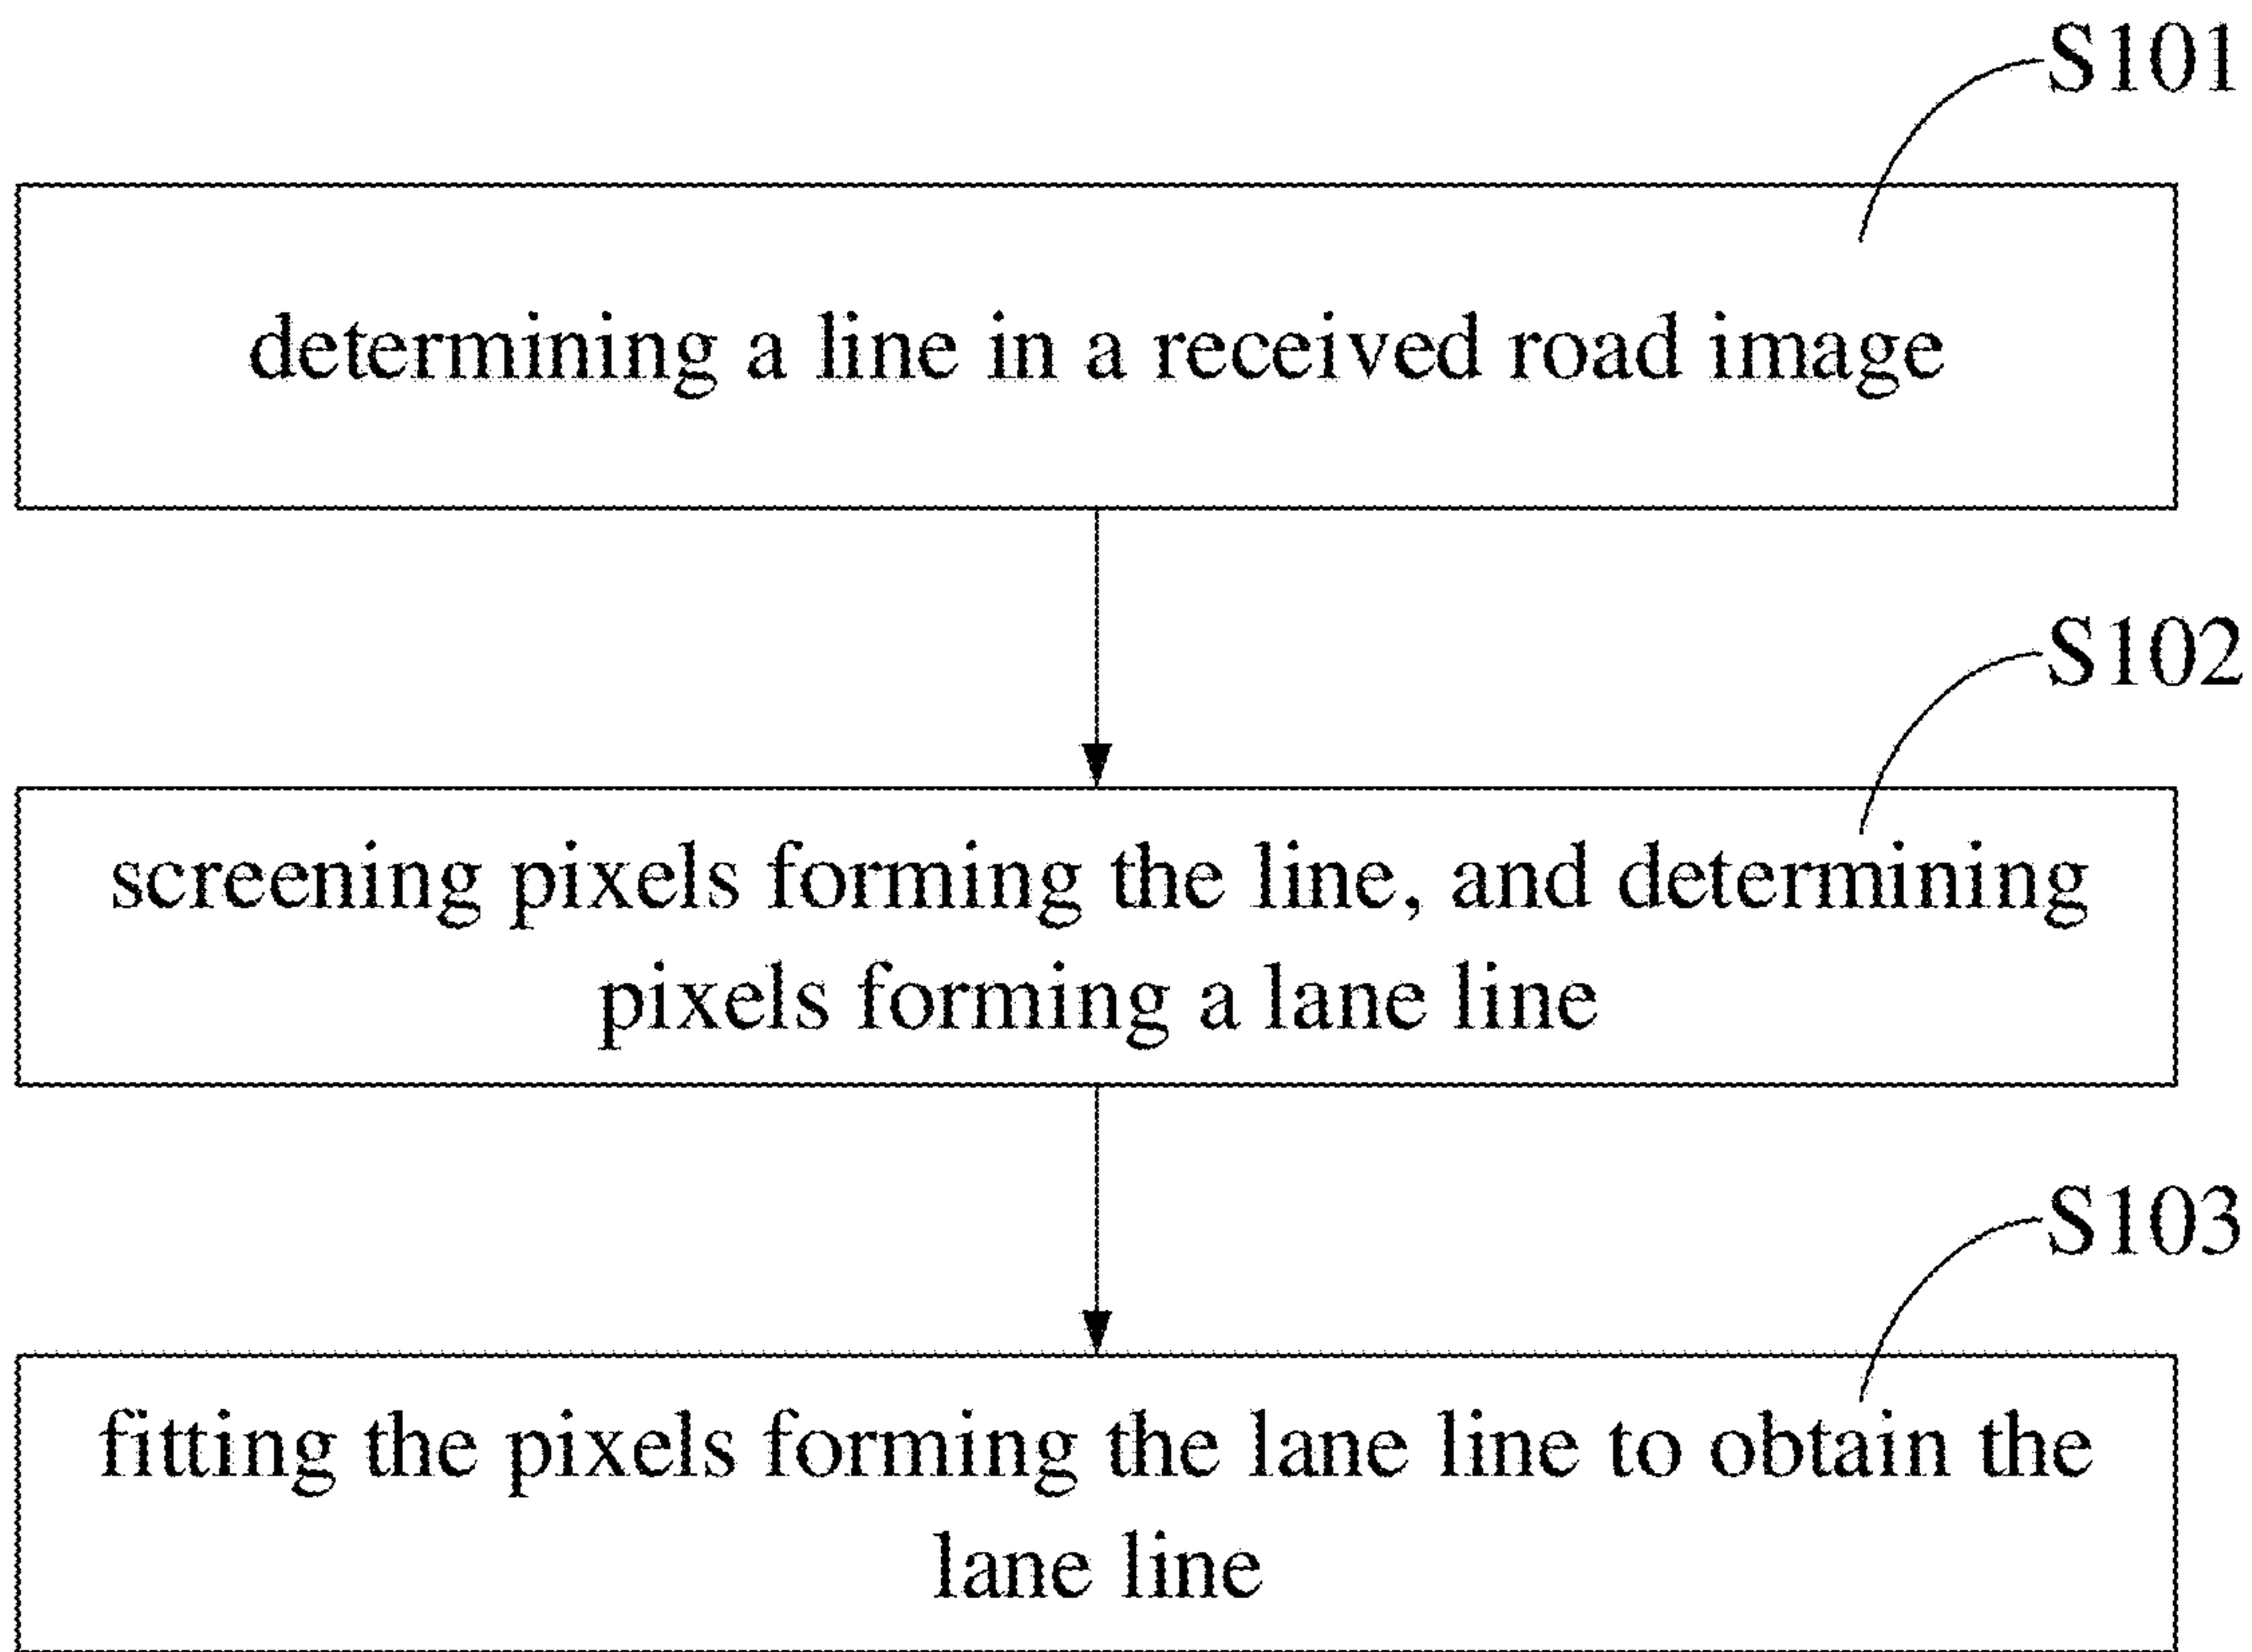 S101
determining a line in a received road image
S102
screening pixels forming the line, and determining
pixels forming a lane line
S103
fitting the pixels forming the lane line to obtain the
lane line